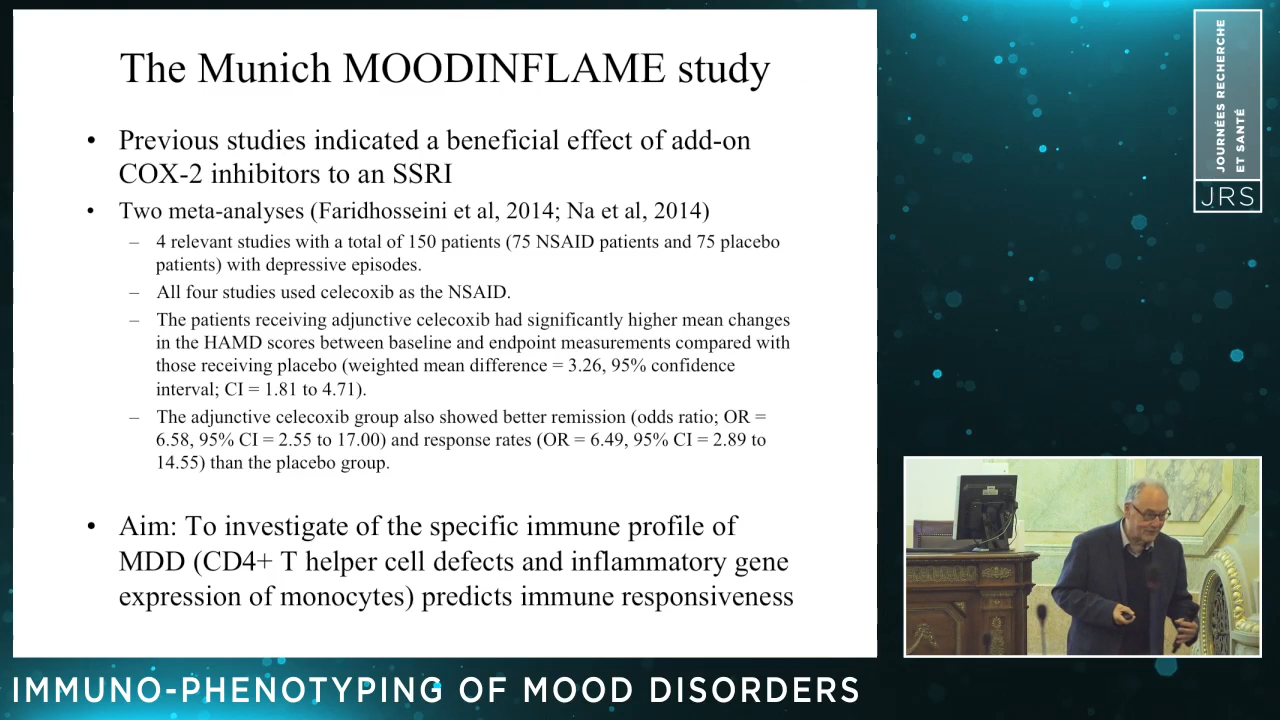 The Munich MOODINFLAME study
• Previous studies indicated a beneficial effect of add-on
COX-2 inhibitors to an SSRI
• Two meta-analyses (Faridhosseini et al, 2014; Na et al, 2014)
– 4 relevant studies with a total of 150 patients (75 NSAID patients and 75 placebo
patients) with depressive episodes.
– All four studies used celecoxib as the NSAID.
– The patients receiving adjunctive celecoxib had significantly higher mean changes
in the HAMD scores between baseline and endpoint measurements compared with
those receiving placebo (weighted mean difference = 3.26, 95% confidence
interval; CI = 1.81 to 4.71).
– The adjunctive celecoxib group also showed better remission (odds ratio; OR =
6.58, 95% CI = 2.55 to 17.00) and response rates (OR = 6.49, 95% CI = 2.89 to
14.55) than the placebo group.
• Aim: To investigate of the specific immune profile of
MDD (CD4+ T helper cell defects and inflammatory gene
expression of monocytes) predicts immune responsiveness
JOURNÉES RECHERCHE
ET SANTÉ
JRS
IMMUNO-PHENOTYPING OF MOOD DISORDERS